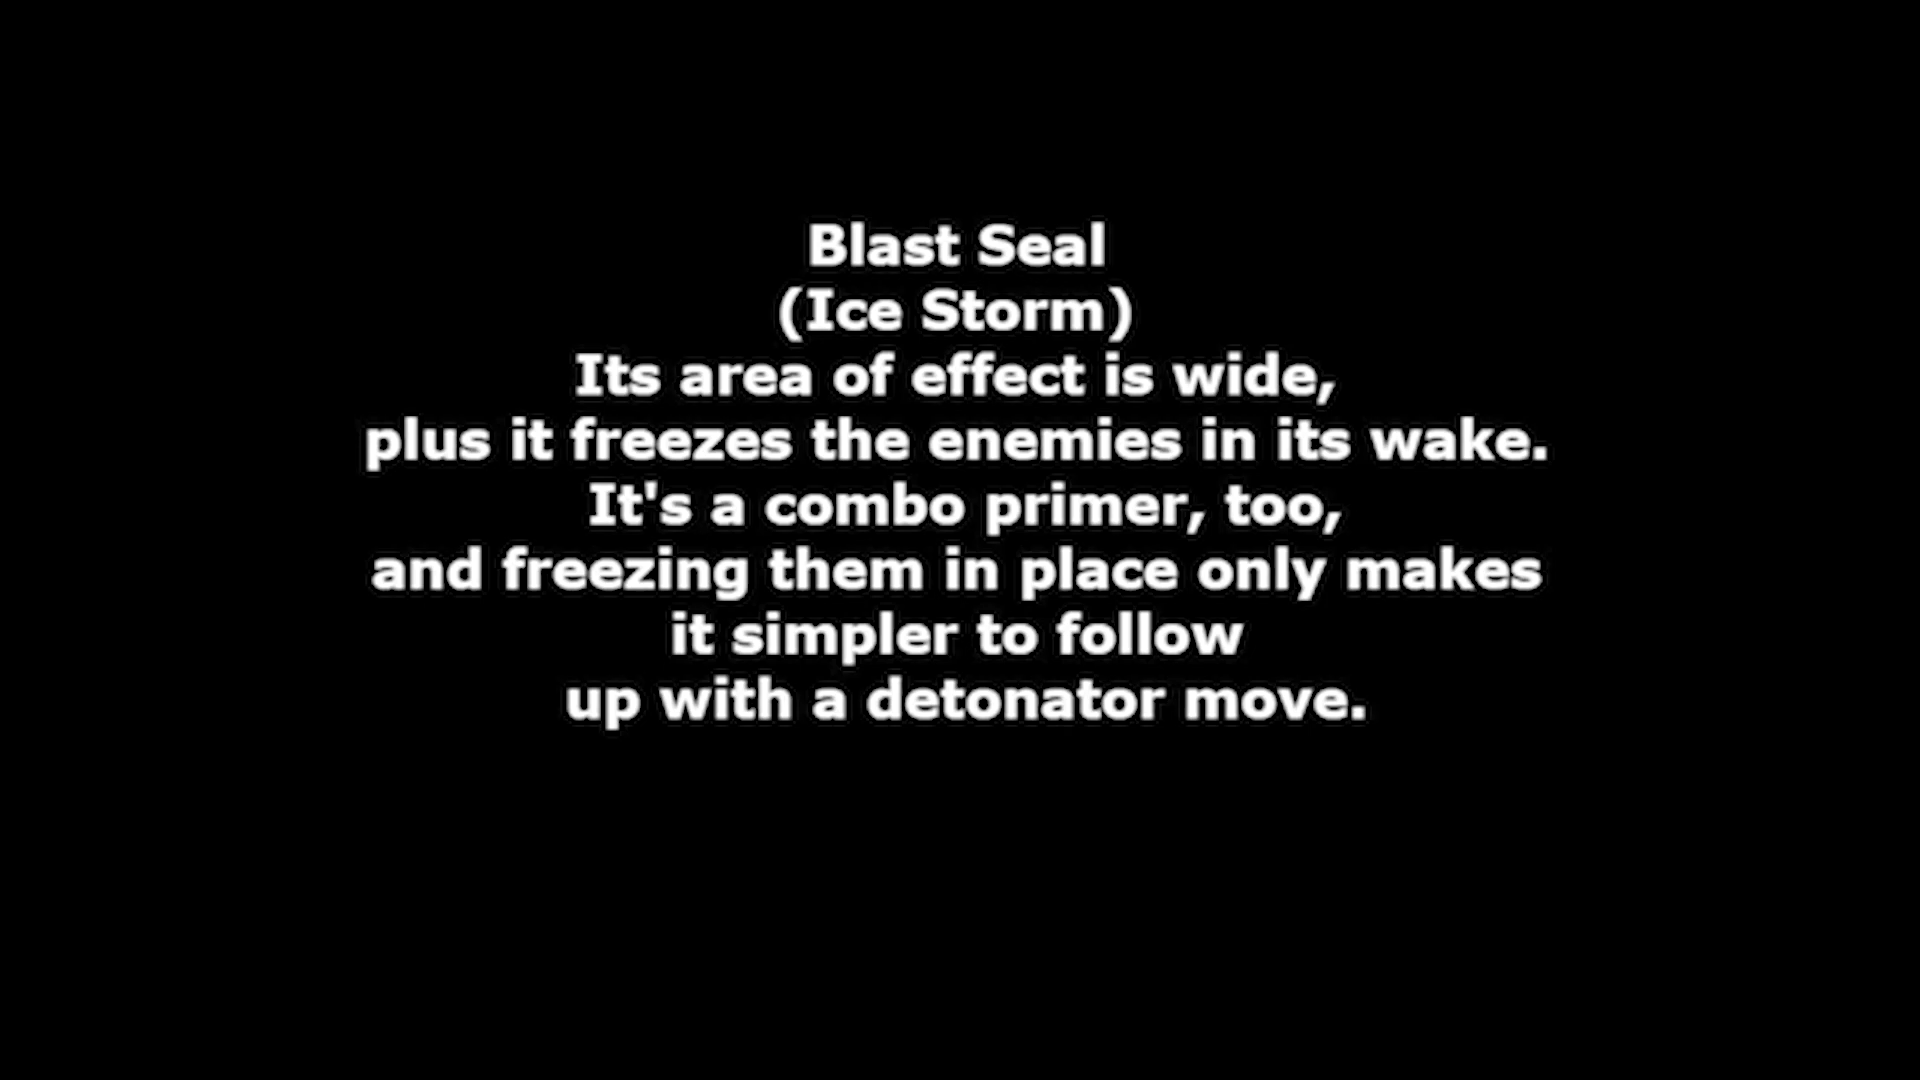 Blast Seal
(Ice Storm)
Its area of effect is wide,
plus it freezes the enemies in its wake.
It's a combo primer, too,
and freezing them in place only makes
it simpler to follow
up with a detonator move.